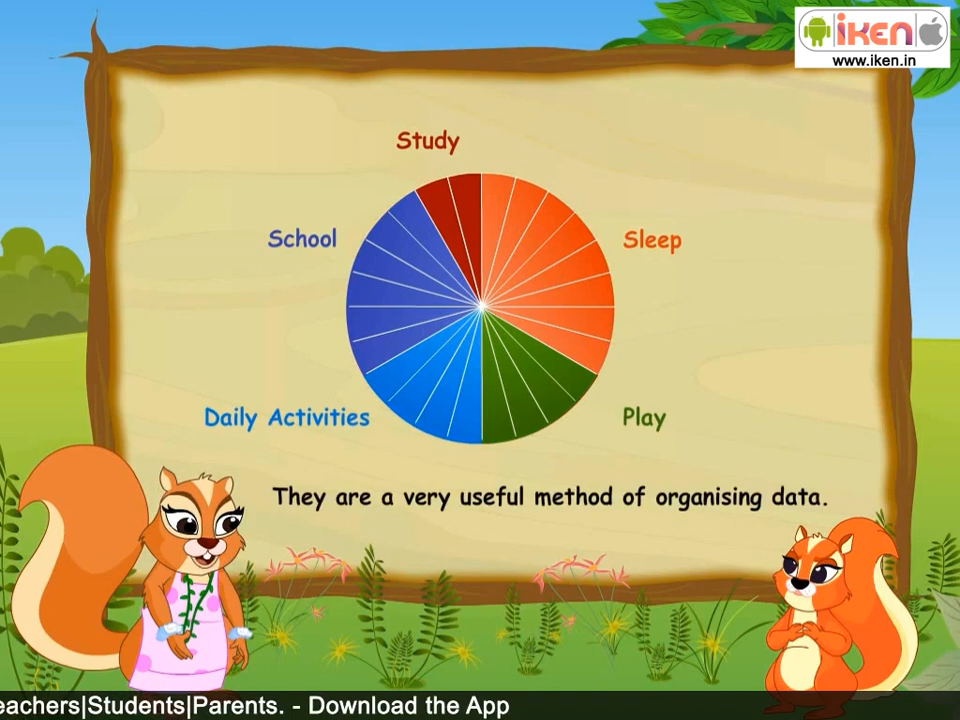 iken
www.iken.in
Study
School
Sleep
Daily Activities
Play
They are a very useful method of organising data.
eachers|Students|Parents. - Download the App